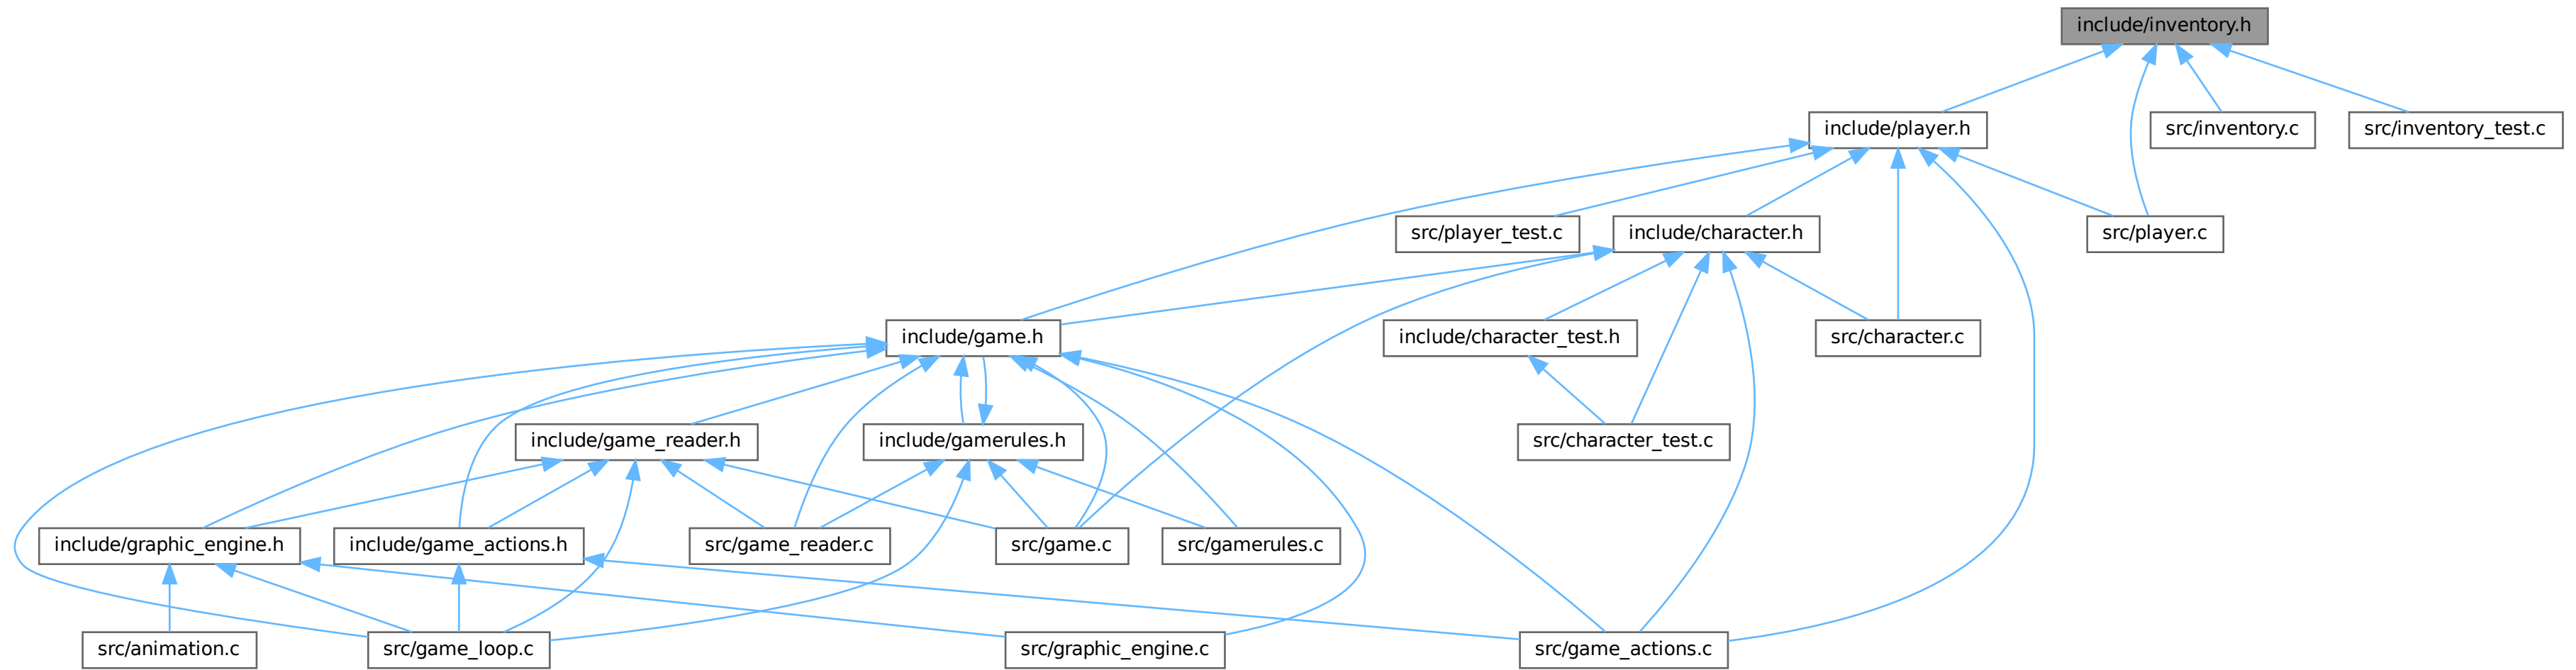 include/inventory.h
include/player.h
src/inventory.c
src/inventory_test.c
src/player_test.c
include/character.h
src/player.c
include/game.h
include/character_test.h
src/character.c
include/game_reader.h
include/gamerules.h
src/character_test.c
include/graphic_engine.h
include/game_actions.h
src/game_reader.c
src/game.c
src/gamerules.c
src/animation.c
src/game_loop.c
src/graphic_engine.c
src/game_actions.c